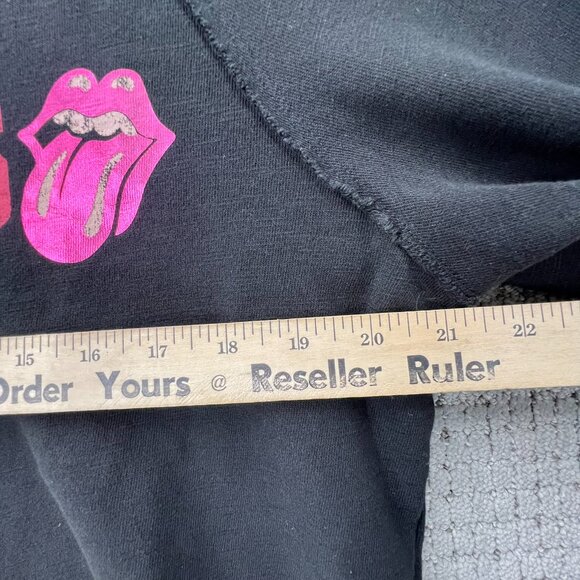 S
15 16 17 18 19 20 21 22
Order Yours @ Reseller Ruler